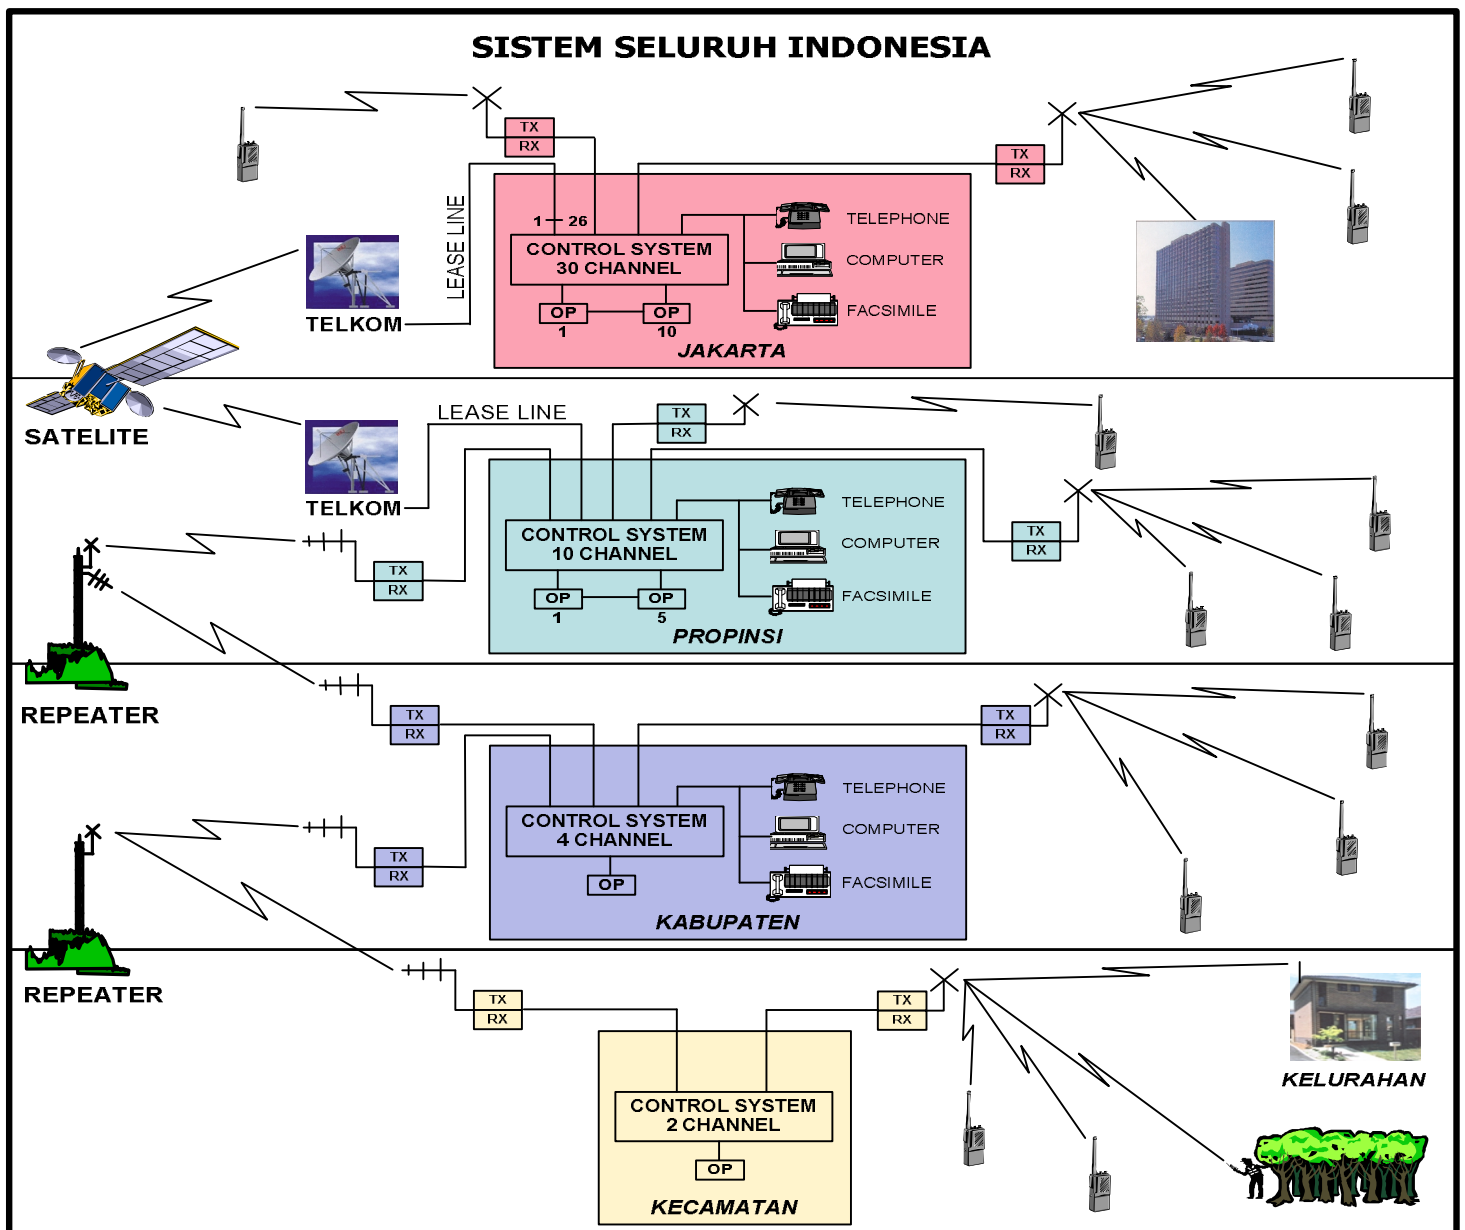 SISTEM SELURUH INDONESIA
TX
RX
TX
RX
LEASE LINE
1 26
CONTROL SYSTEM
30 CHANNEL
OP
1
OP
10
TELEPHONE
COMPUTER
FACSIMILE
JAKARTA
TELKOM
SATELITE
LEASE LINE
TX
RX
TELKOM
CONTROL SYSTEM
10 CHANNEL
OP
1
OP
5
TELEPHONE
COMPUTER
FACSIMILE
PROPINSI
TX
RX
TX
RX
REPEATER
TX
RX
TX
RX
CONTROL SYSTEM
4 CHANNEL
OP
TELEPHONE
COMPUTER
FACSIMILE
KABUPATEN
TX
RX
REPEATER
TX
RX
TX
RX
CONTROL SYSTEM
2 CHANNEL
OP
KECAMATAN
KELURAHAN